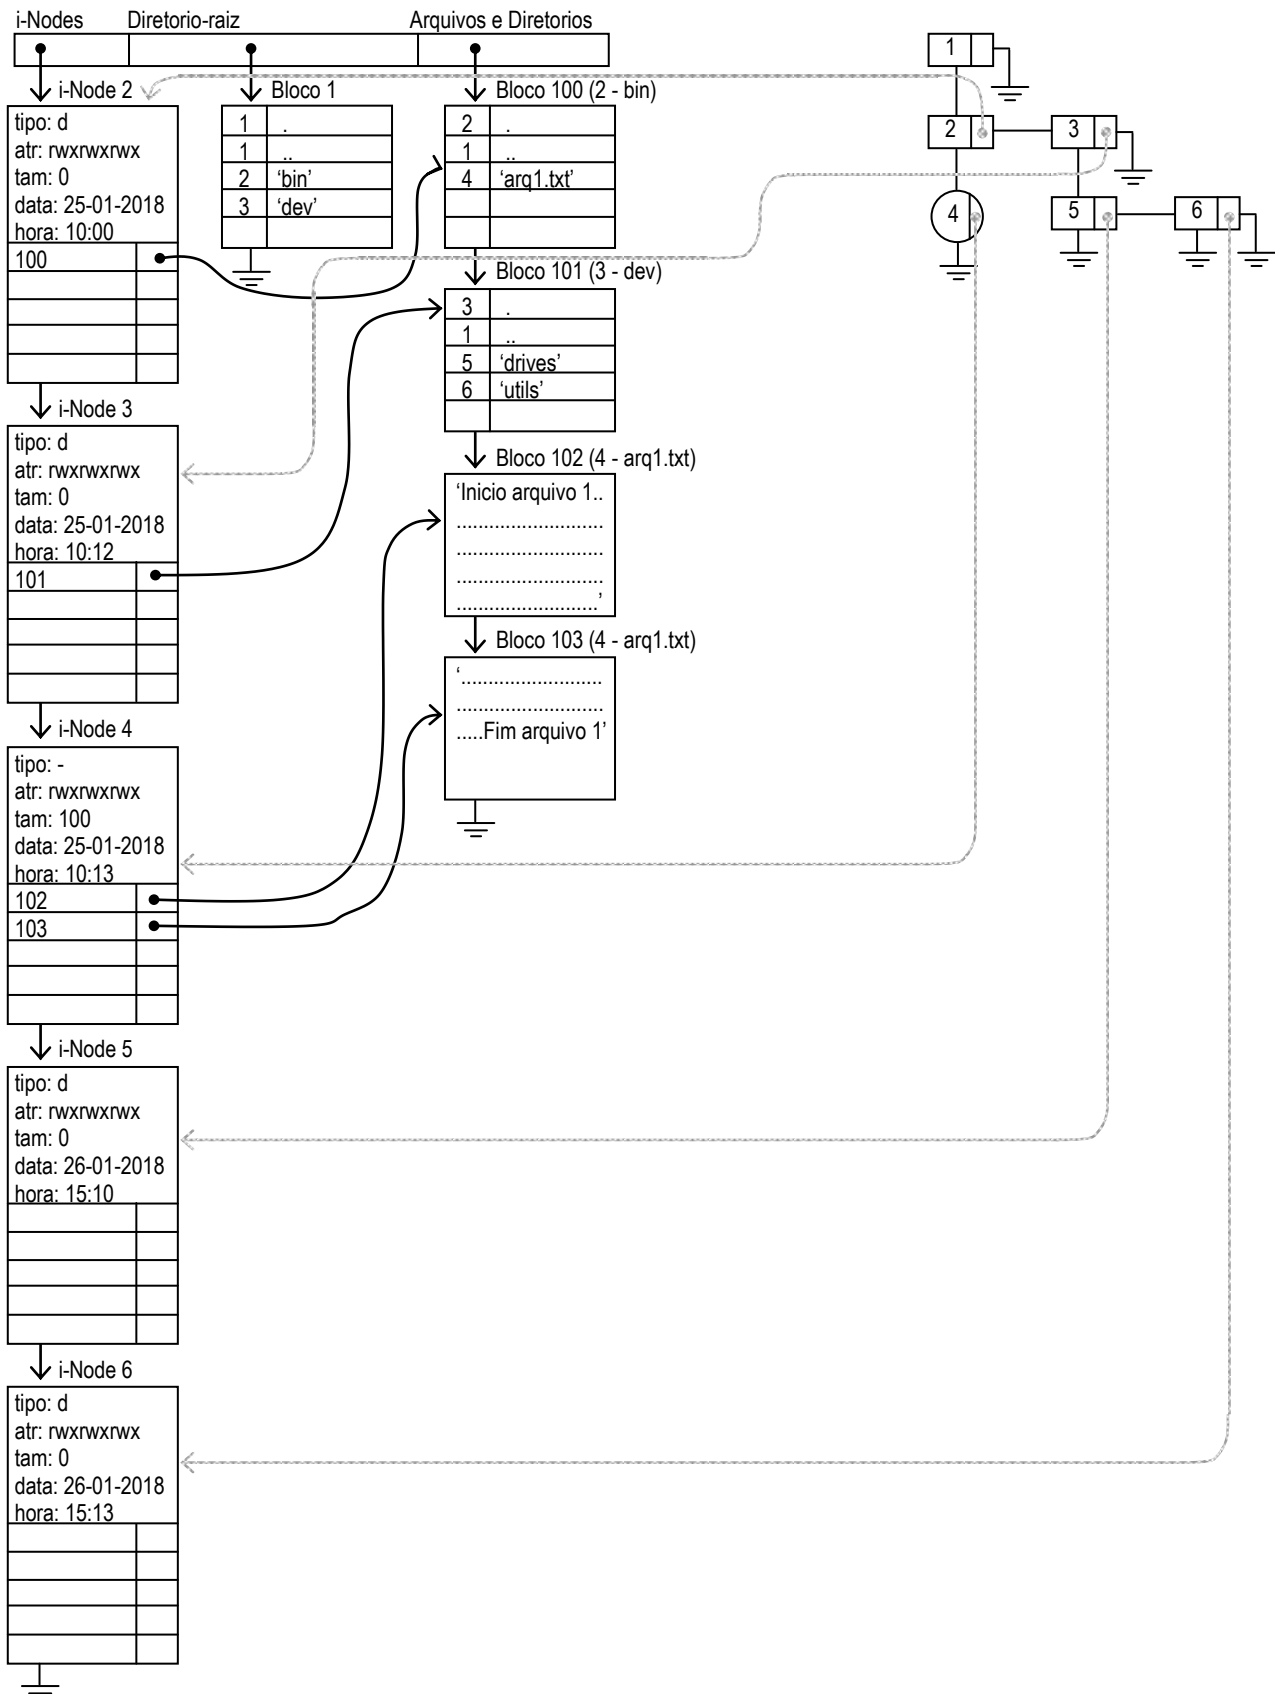 i-Nodes Diretorio-raiz Arquivos e Diretorios
i-Node 2
tipo: d
atr: rwxrwxrwx
tam: 0
data: 25-01-2018
hora: 10:00
100
i-Node 3
tipo: d
atr: rwxrwxrwx
tam: 0
data: 25-01-2018
hora: 10:12
101
i-Node 4
tipo: -
atr: rwxrwxrwx
tam: 100
data: 25-01-2018
hora: 10:13
102
103
i-Node 5
tipo: d
atr: rwxrwxrwx
tam: 0
data: 26-01-2018
hora: 15:10
i-Node 6
tipo: d
atr: rwxrwxrwx
tam: 0
data: 26-01-2018
hora: 15:13
Bloco 1
1 .
1 ..
2 'bin'
3 'dev'
Bloco 100 (2 - bin)
2 .
1 ..
4 'arq1.txt'
Bloco 101 (3 - dev)
3 .
1 ..
5 'drives'
6 'utils'
Bloco 102 (4 - arq1.txt)
'Inicio arquivo 1..
...........................
...........................
...........................
..........................'
Bloco 103 (4 - arq1.txt)
'..........................
...........................
.....Fim arquivo 1'
1
2 3
4 5 6